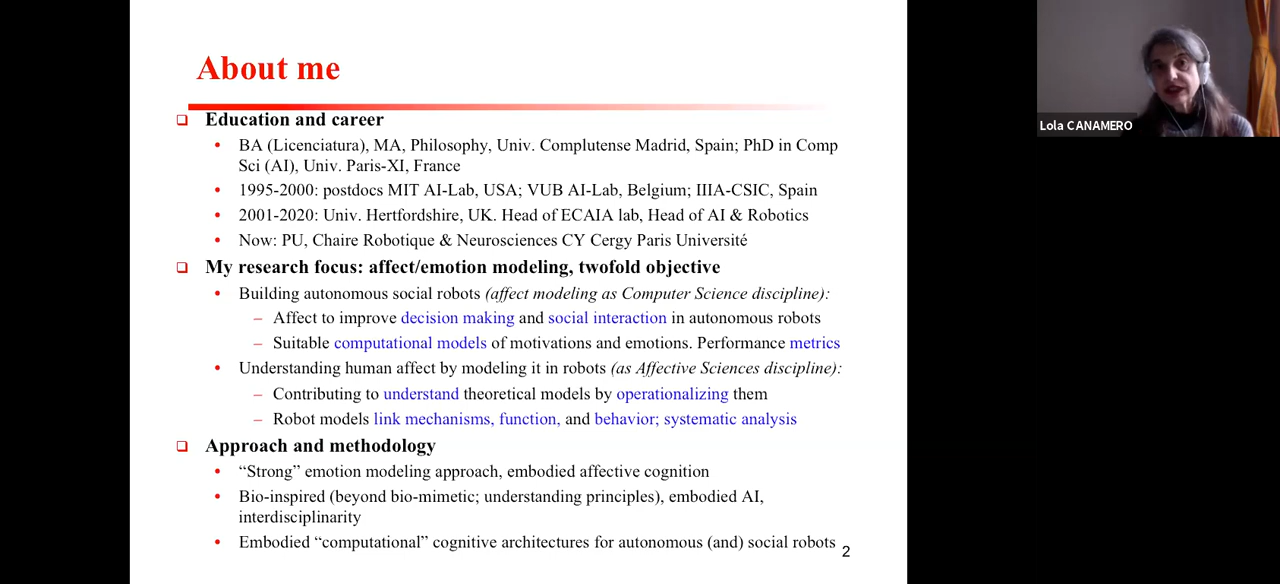 About me
Education and career
BA (Licenciatura), MA, Philosophy, Univ. Complutense Madrid, Spain; PhD in Comp
Sci (AI), Univ. Paris-XI, France
1995-2000: postdocs MIT AI-Lab, USA; VUB AI-Lab, Belgium; IIIA-CSIC, Spain
2001-2020: Univ. Hertfordshire, UK. Head of ECAIA lab, Head of AI & Robotics
Now: PU, Chaire Robotique & Neurosciences CY Cergy Paris Université
My research focus: affect/emotion modeling, twofold objective
Building autonomous social robots (affect modeling as Computer Science discipline):
– Affect to improve decision making and social interaction in autonomous robots
– Suitable computational models of motivations and emotions. Performance metrics
Understanding human affect by modeling it in robots (as Affective Sciences discipline):
– Contributing to understand theoretical models by operationalizing them
– Robot models link mechanisms, function, and behavior; systematic analysis
Approach and methodology
“Strong” emotion modeling approach, embodied affective cognition
Bio-inspired (beyond bio-mimetic; understanding principles), embodied AI,
interdisciplinarity
Embodied “computational” cognitive architectures for autonomous (and) social robots
2
Lola CANAMERO